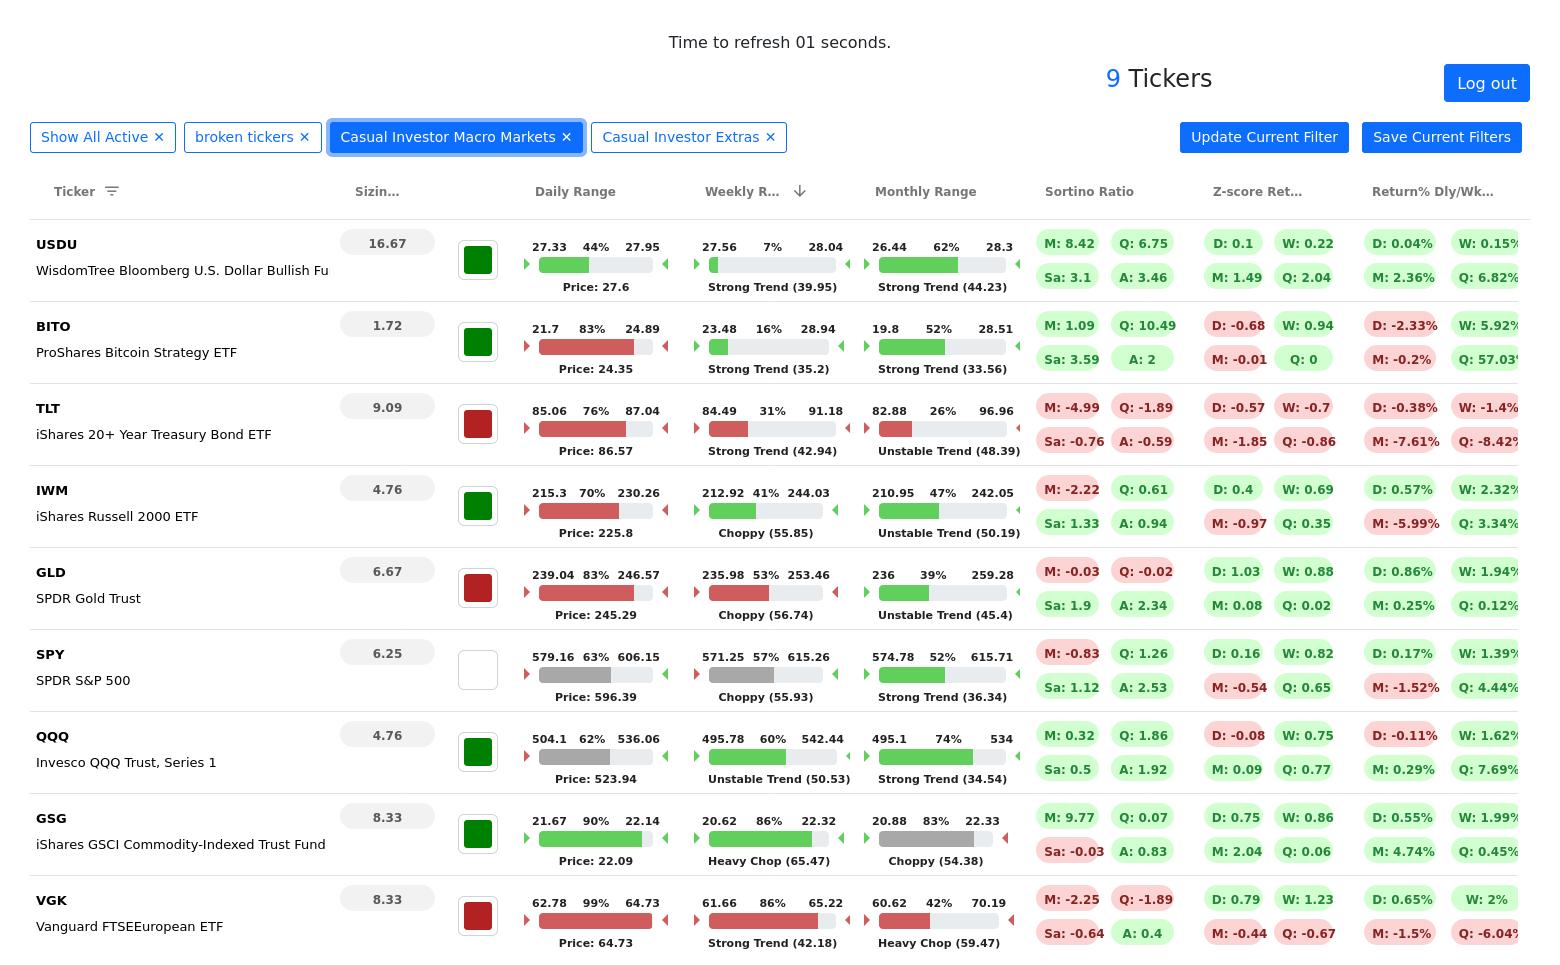 Time to refresh 01 seconds.
9 Tickers
Log out
Show All Active ✕ broken tickers ✕ Casual Investor Macro Markets ✕ Casual Investor Extras ✕ Update Current Filter Save Current Filters
Ticker Sizin... Daily Range Weekly R... Monthly Range Sortino Ratio Z-score Ret... Return% Dly/Wk...
USDU 16.67 27.33 44% 27.95 27.56 7% 28.04 26.44 62% 28.3 M: 8.42 Q: 6.75 D: 0.1 W: 0.22 D: 0.04% W: 0.15%
WisdomTree Bloomberg U.S. Dollar Bullish Fu Price: 27.6 Strong Trend (39.95) Strong Trend (44.23) Sa: 3.1 A: 3.46 M: 1.49 Q: 2.04 M: 2.36% Q: 6.82%
BITO 1.72 21.7 83% 24.89 23.48 16% 28.94 19.8 52% 28.51 M: 1.09 Q: 10.49 D: -0.68 W: 0.94 D: -2.33% W: 5.92%
ProShares Bitcoin Strategy ETF Price: 24.35 Strong Trend (35.2) Strong Trend (33.56) Sa: 3.59 A: 2 M: -0.01 Q: 0 M: -0.2% Q: 57.03%
TLT 9.09 85.06 76% 87.04 84.49 31% 91.18 82.88 26% 96.96 M: -4.99 Q: -1.89 D: -0.57 W: -0.7 D: -0.38% W: -1.4%
iShares 20+ Year Treasury Bond ETF Price: 86.57 Strong Trend (42.94) Unstable Trend (48.39) Sa: -0.76 A: -0.59 M: -1.85 Q: -0.86 M: -7.61% Q: -8.42%
IWM 4.76 215.3 70% 230.26 212.92 41% 244.03 210.95 47% 242.05 M: -2.22 Q: 0.61 D: 0.4 W: 0.69 D: 0.57% W: 2.32%
iShares Russell 2000 ETF Price: 225.8 Choppy (55.85) Unstable Trend (50.19) Sa: 1.33 A: 0.94 M: -0.97 Q: 0.35 M: -5.99% Q: 3.34%
GLD 6.67 239.04 83% 246.57 235.98 53% 253.46 236 39% 259.28 M: -0.03 Q: -0.02 D: 1.03 W: 0.88 D: 0.86% W: 1.94%
SPDR Gold Trust Price: 245.29 Choppy (56.74) Unstable Trend (45.4) Sa: 1.9 A: 2.34 M: 0.08 Q: 0.02 M: 0.25% Q: 0.12%
SPY 6.25 579.16 63% 606.15 571.25 57% 615.26 574.78 52% 615.71 M: -0.83 Q: 1.26 D: 0.16 W: 0.82 D: 0.17% W: 1.39%
SPDR S&P 500 Price: 596.39 Choppy (55.93) Strong Trend (36.34) Sa: 1.12 A: 2.53 M: -0.54 Q: 0.65 M: -1.52% Q: 4.44%
QQQ 4.76 504.1 62% 536.06 495.78 60% 542.44 495.1 74% 534 M: 0.32 Q: 1.86 D: -0.08 W: 0.75 D: -0.11% W: 1.62%
Invesco QQQ Trust, Series 1 Price: 523.94 Unstable Trend (50.53) Strong Trend (34.54) Sa: 0.5 A: 1.92 M: 0.09 Q: 0.77 M: 0.29% Q: 7.69%
GSG 8.33 21.67 90% 22.14 20.62 86% 22.32 20.88 83% 22.33 M: 9.77 Q: 0.07 D: 0.75 W: 0.86 D: 0.55% W: 1.99%
iShares GSCI Commodity-Indexed Trust Fund Price: 22.09 Heavy Chop (65.47) Choppy (54.38) Sa: -0.03 A: 0.83 M: 2.04 Q: 0.06 M: 4.74% Q: 0.45%
VGK 8.33 62.78 99% 64.73 61.66 86% 65.22 60.62 42% 70.19 M: -2.25 Q: -1.89 D: 0.79 W: 1.23 D: 0.65% W: 2%
Vanguard FTSEEuropean ETF Price: 64.73 Strong Trend (42.18) Heavy Chop (59.47) Sa: -0.64 A: 0.4 M: -0.44 Q: -0.67 M: -1.5% Q: -6.04%